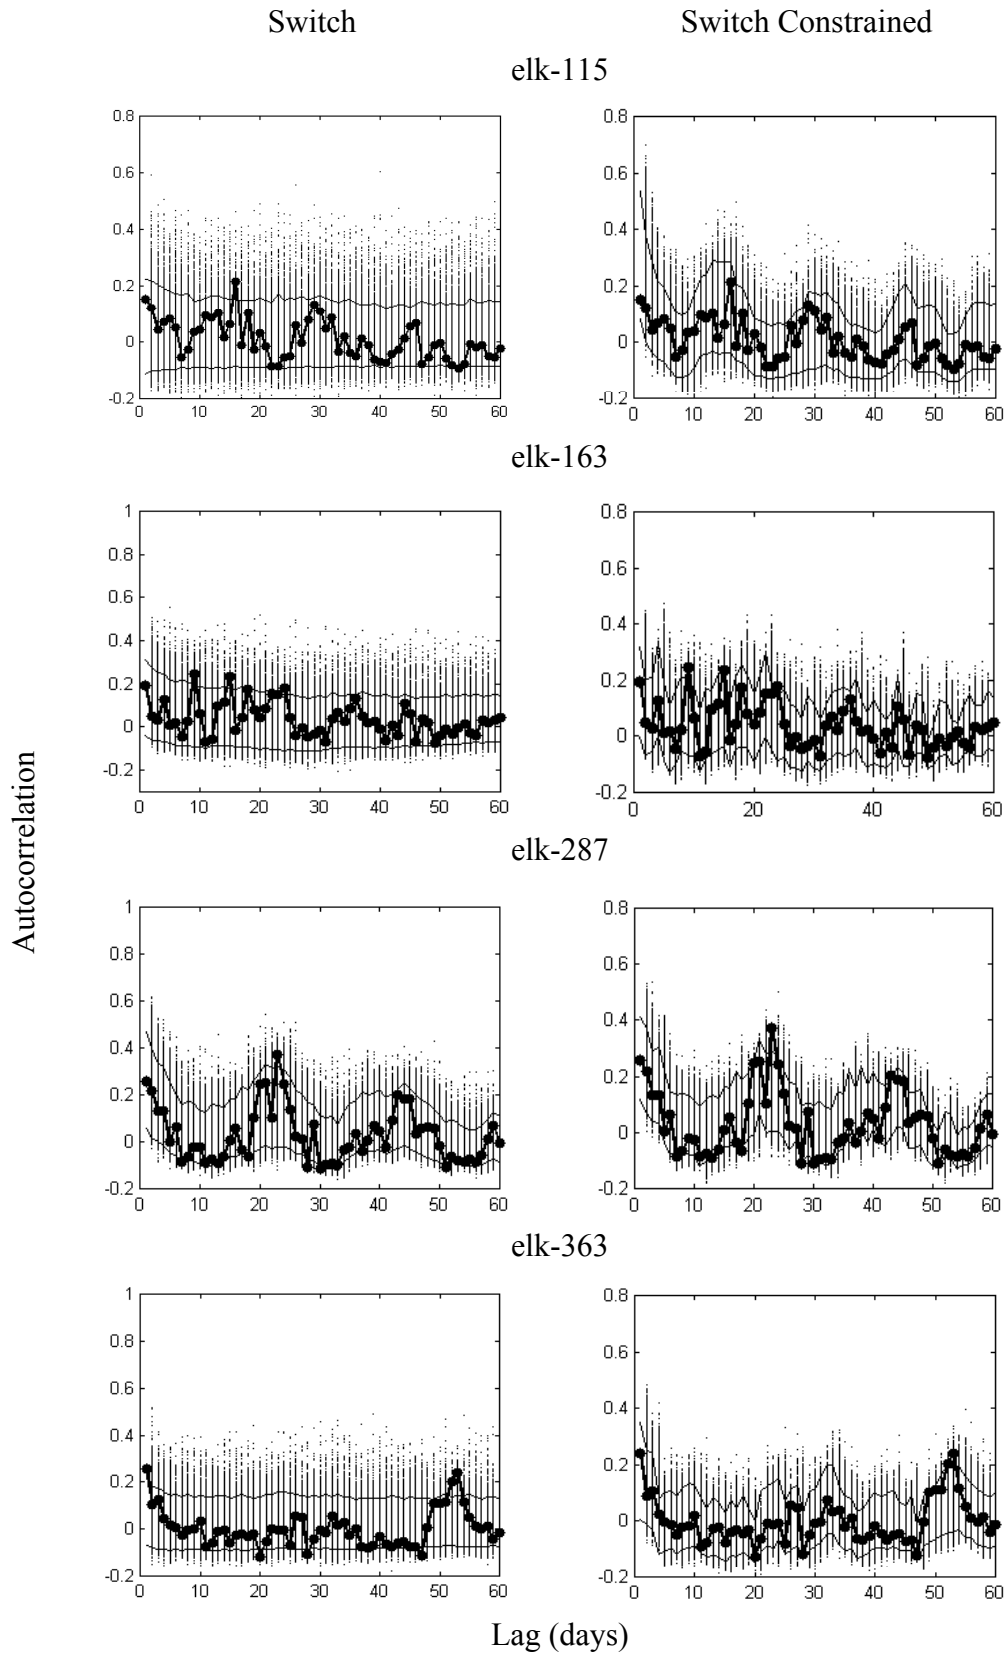 Switch Switch Constrained
elk-115
0.8 0.8
0.6 0.6
0.4 0.4
0.2 0.2
0 0
-0.2 -0.2
0 10 20 30 40 50 60 0 10 20 30 40 50 60
elk-163
1 0.8
0.8 0.6
0.6 0.4
0.4 0.2
0.2 0
0 -0.2
-0.2
0 10 20 30 40 50 60 0 20 40 60
elk-287
1 0.8
0.8 0.6
0.6 0.4
0.4 0.2
0.2 0
0 -0.2
-0.2
0 10 20 30 40 50 60 0 10 20 30 40 50 60
elk-363
1 0.8
0.8 0.6
0.6 0.4
0.4 0.2
0.2 0
0 -0.2
-0.2
0 10 20 30 40 50 60 0 10 20 30 40 50 60
Autocorrelation
Lag (days)